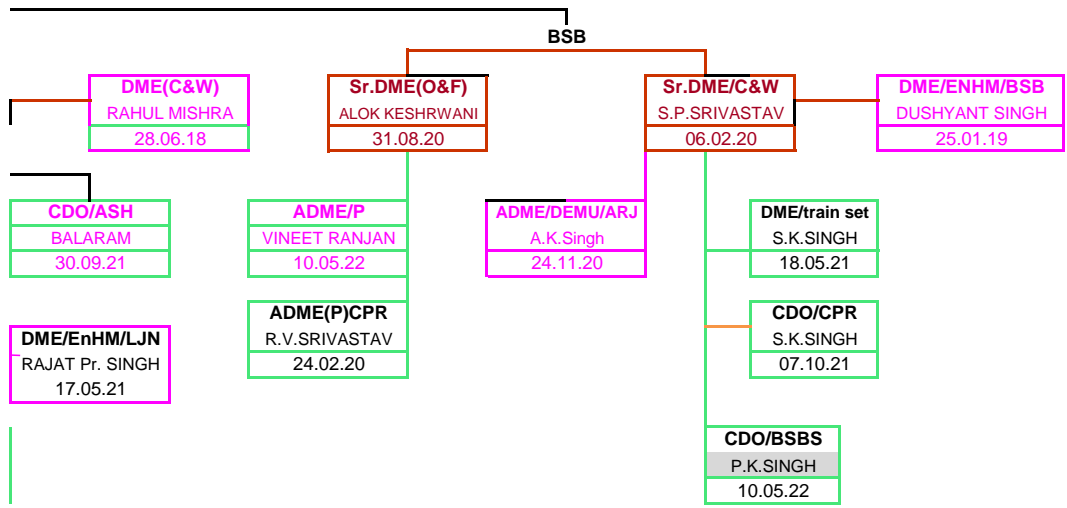 BSB
DME(C&W)
RAHUL MISHRA
28.06.18
Sr.DME(O&F)
ALOK KESHRWANI
31.08.20
Sr.DME/C&W
S.P.SRIVASTAV
06.02.20
DME/ENHM/BSB
DUSHYANT SINGH
25.01.19
CDO/ASH
BALARAM
30.09.21
ADME/P
VINEET RANJAN
10.05.22
ADME/DEMU/ARJ
A.K.Singh
24.11.20
DME/train set
S.K.SINGH
18.05.21
ADME(P)CPR
R.V.SRIVASTAV
24.02.20
CDO/CPR
S.K.SINGH
07.10.21
DME/EnHM/LJN
RAJAT Pr. SINGH
17.05.21
CDO/BSBS
P.K.SINGH
10.05.22